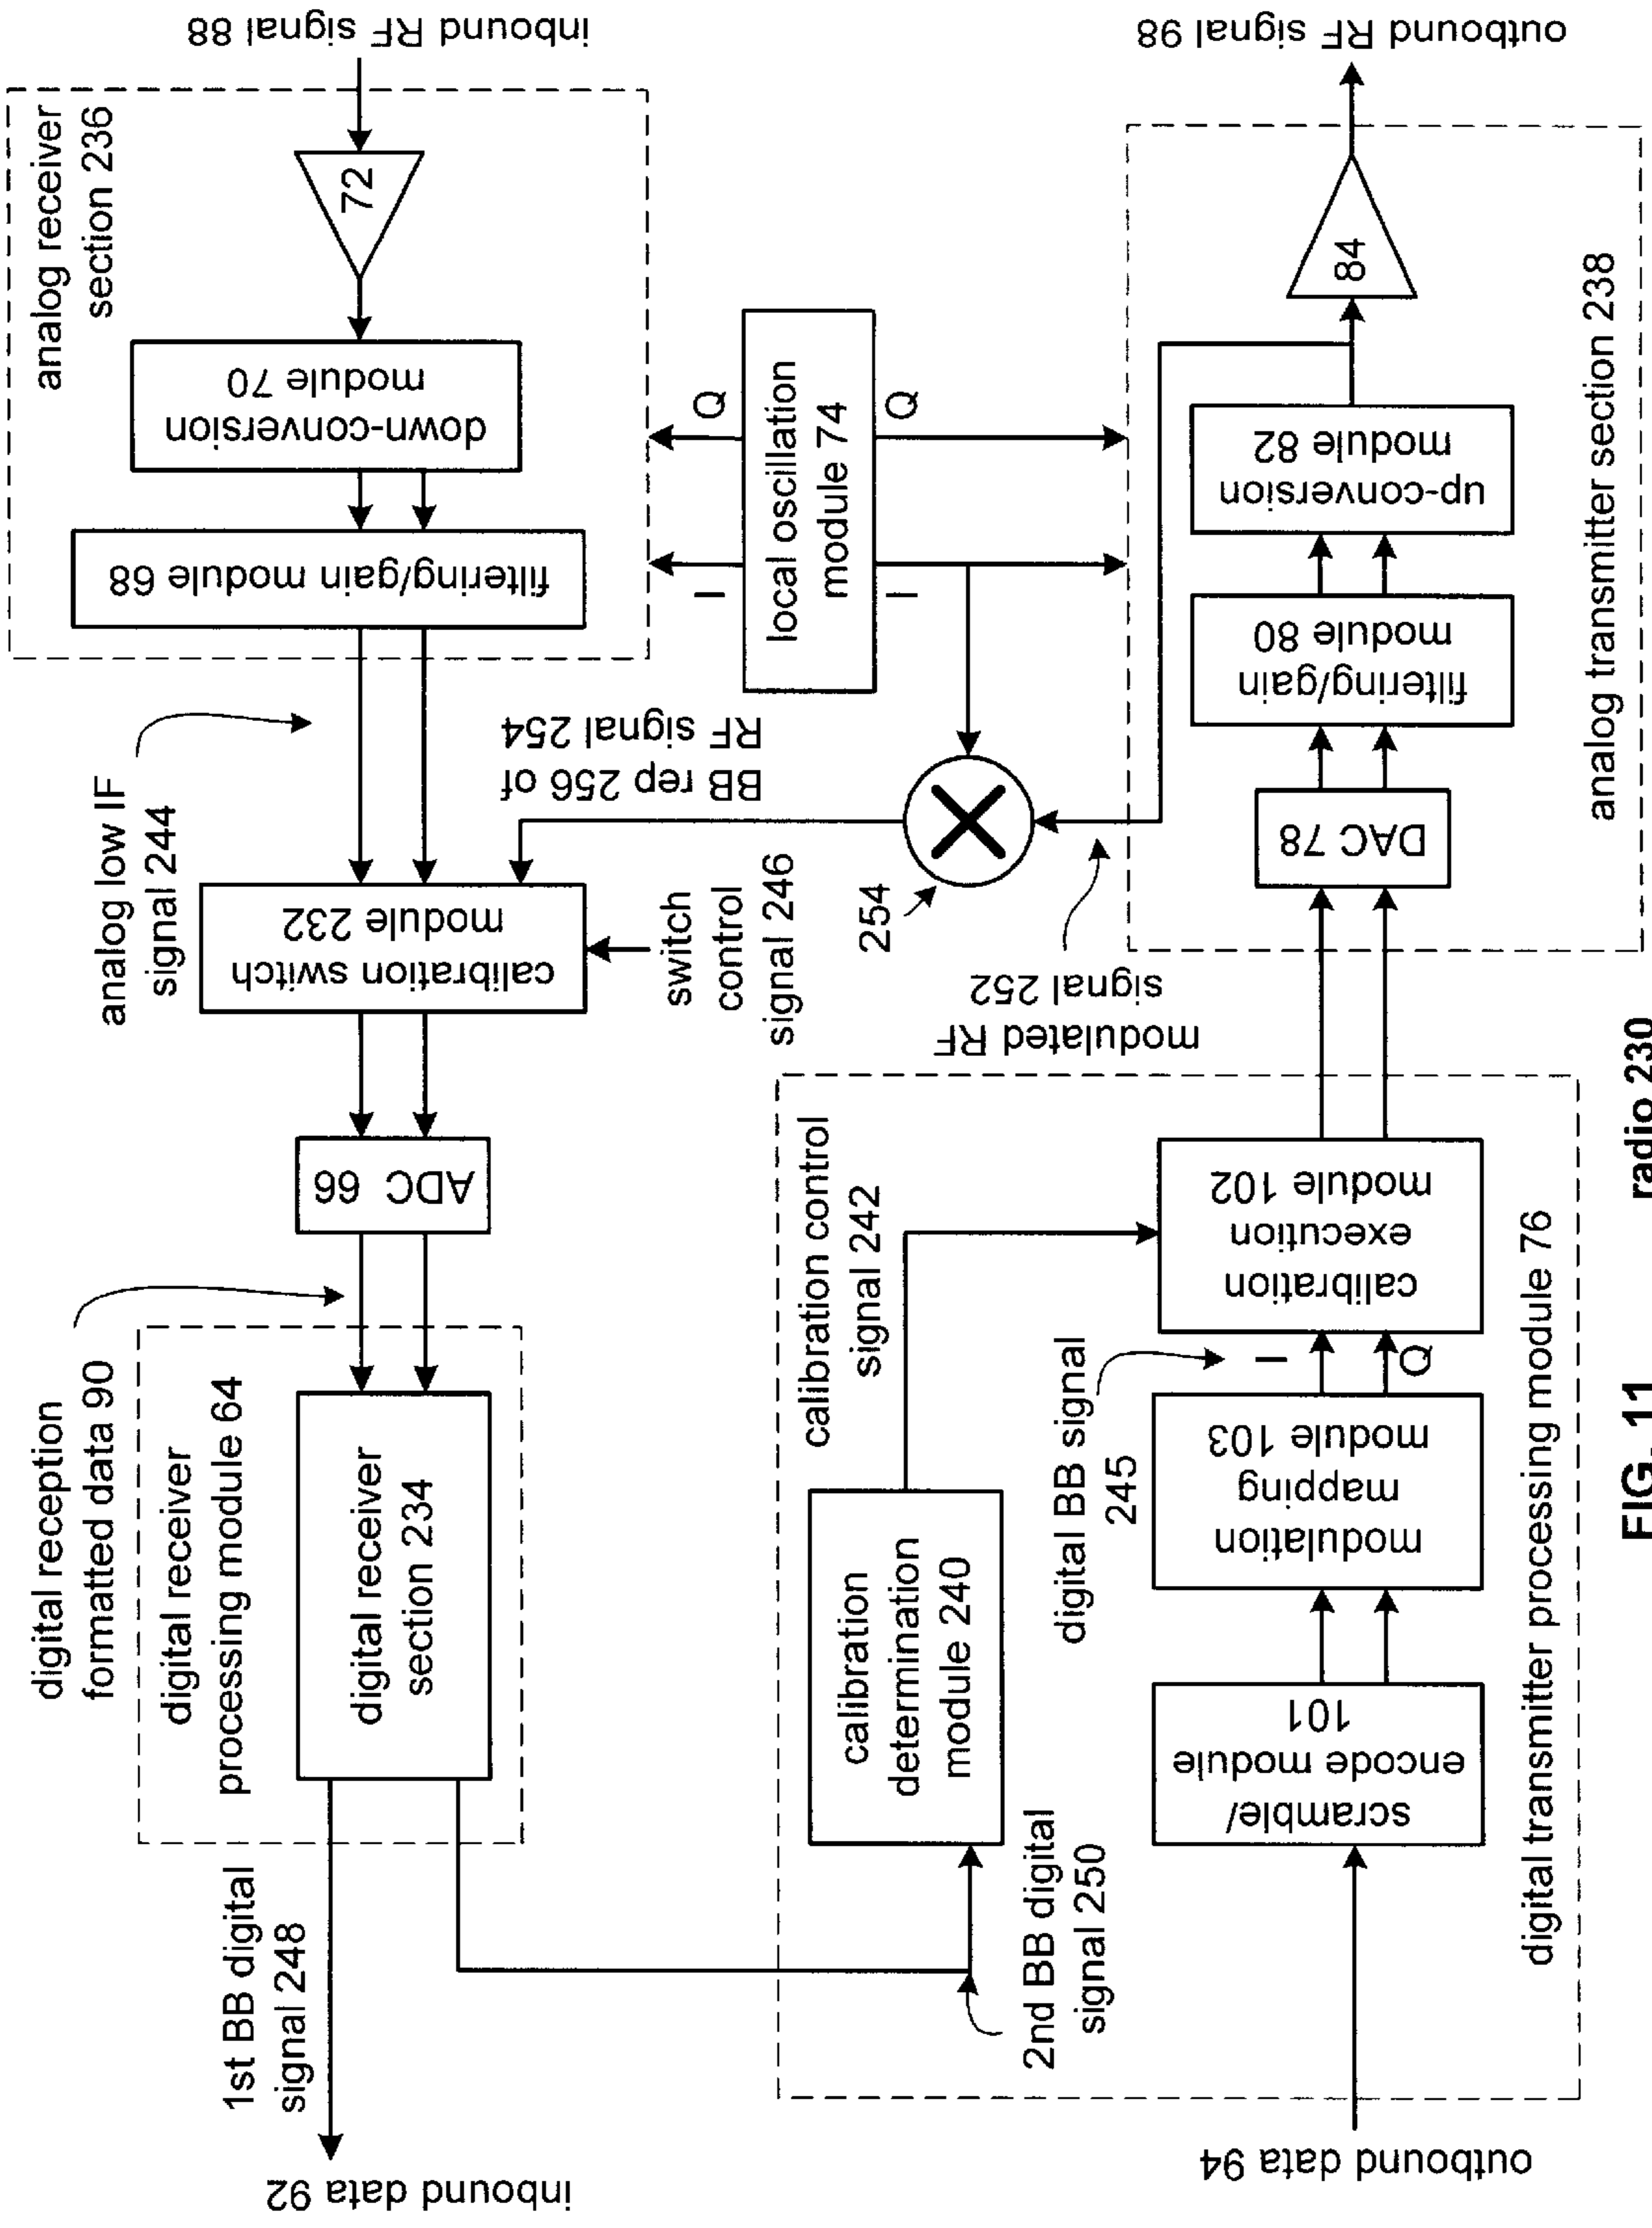 inbound RF signal 88
outbound RF signal 98
analog receiver
section 236
72
down-conversion
module 70
filtering/gain module 68
Q
I
local oscillation
module 74
Q
I
84
up-conversion
module 82
filtering/gain
module 80
DAC 78
analog transmitter section 238
analog low IF
signal 244
BB rep 256 of
RF signal 254
calibration switch
module 232
switch
control
signal 246
254
modulated RF
signal 252
ADC 66
digital reception
formatted data 90
digital receiver
processing module 64
digital receiver
section 234
1st BB digital
signal 248
inbound data 92
calibration control
signal 242
calibration
determination
module 240
2nd BB digital
signal 250
digital BB signal
245
I
Q
calibration
execution
module 102
modulation
mapping
module 103
scramble/
encode module
101
digital transmitter processing module 76
outbound data 94
radio 230
FIG. 11